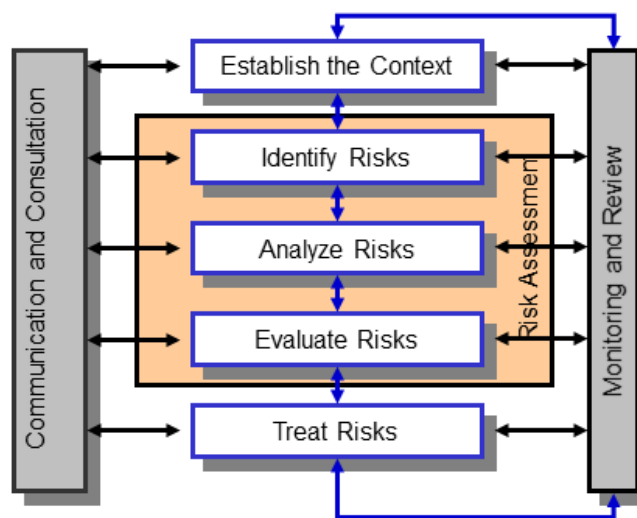 Establish the Context
Communication and Consultation
Identify Risks
Analyze Risks
Evaluate Risks
Risk Assessment
Monitoring and Review
Treat Risks